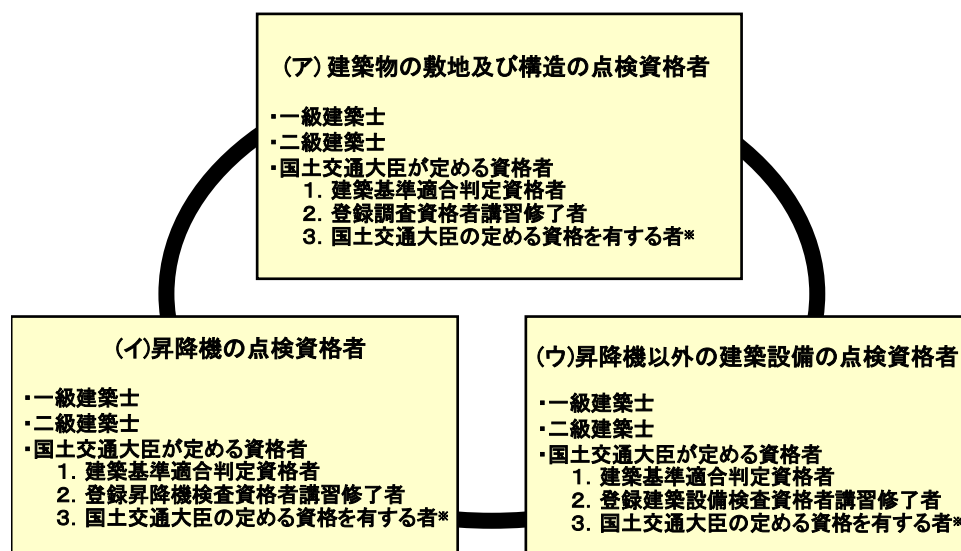 (ア)建築物の敷地及び構造の点検資格者
・一級建築士
・二級建築士
・国土交通大臣が定める資格者
1. 建築基準適合判定資格者
2. 登録調査資格者講習修了者
3. 国土交通大臣の定める資格を有する者※
(イ)昇降機の点検資格者
・一級建築士
・二級建築士
・国土交通大臣が定める資格者
1. 建築基準適合判定資格者
2. 登録昇降機検査資格者講習修了者
3. 国土交通大臣の定める資格を有する者※
(ウ)昇降機以外の建築設備の点検資格者
・一級建築士
・二級建築士
・国土交通大臣が定める資格者
1. 建築基準適合判定資格者
2. 登録建築設備検査資格者講習修了者
3. 国土交通大臣の定める資格を有する者※